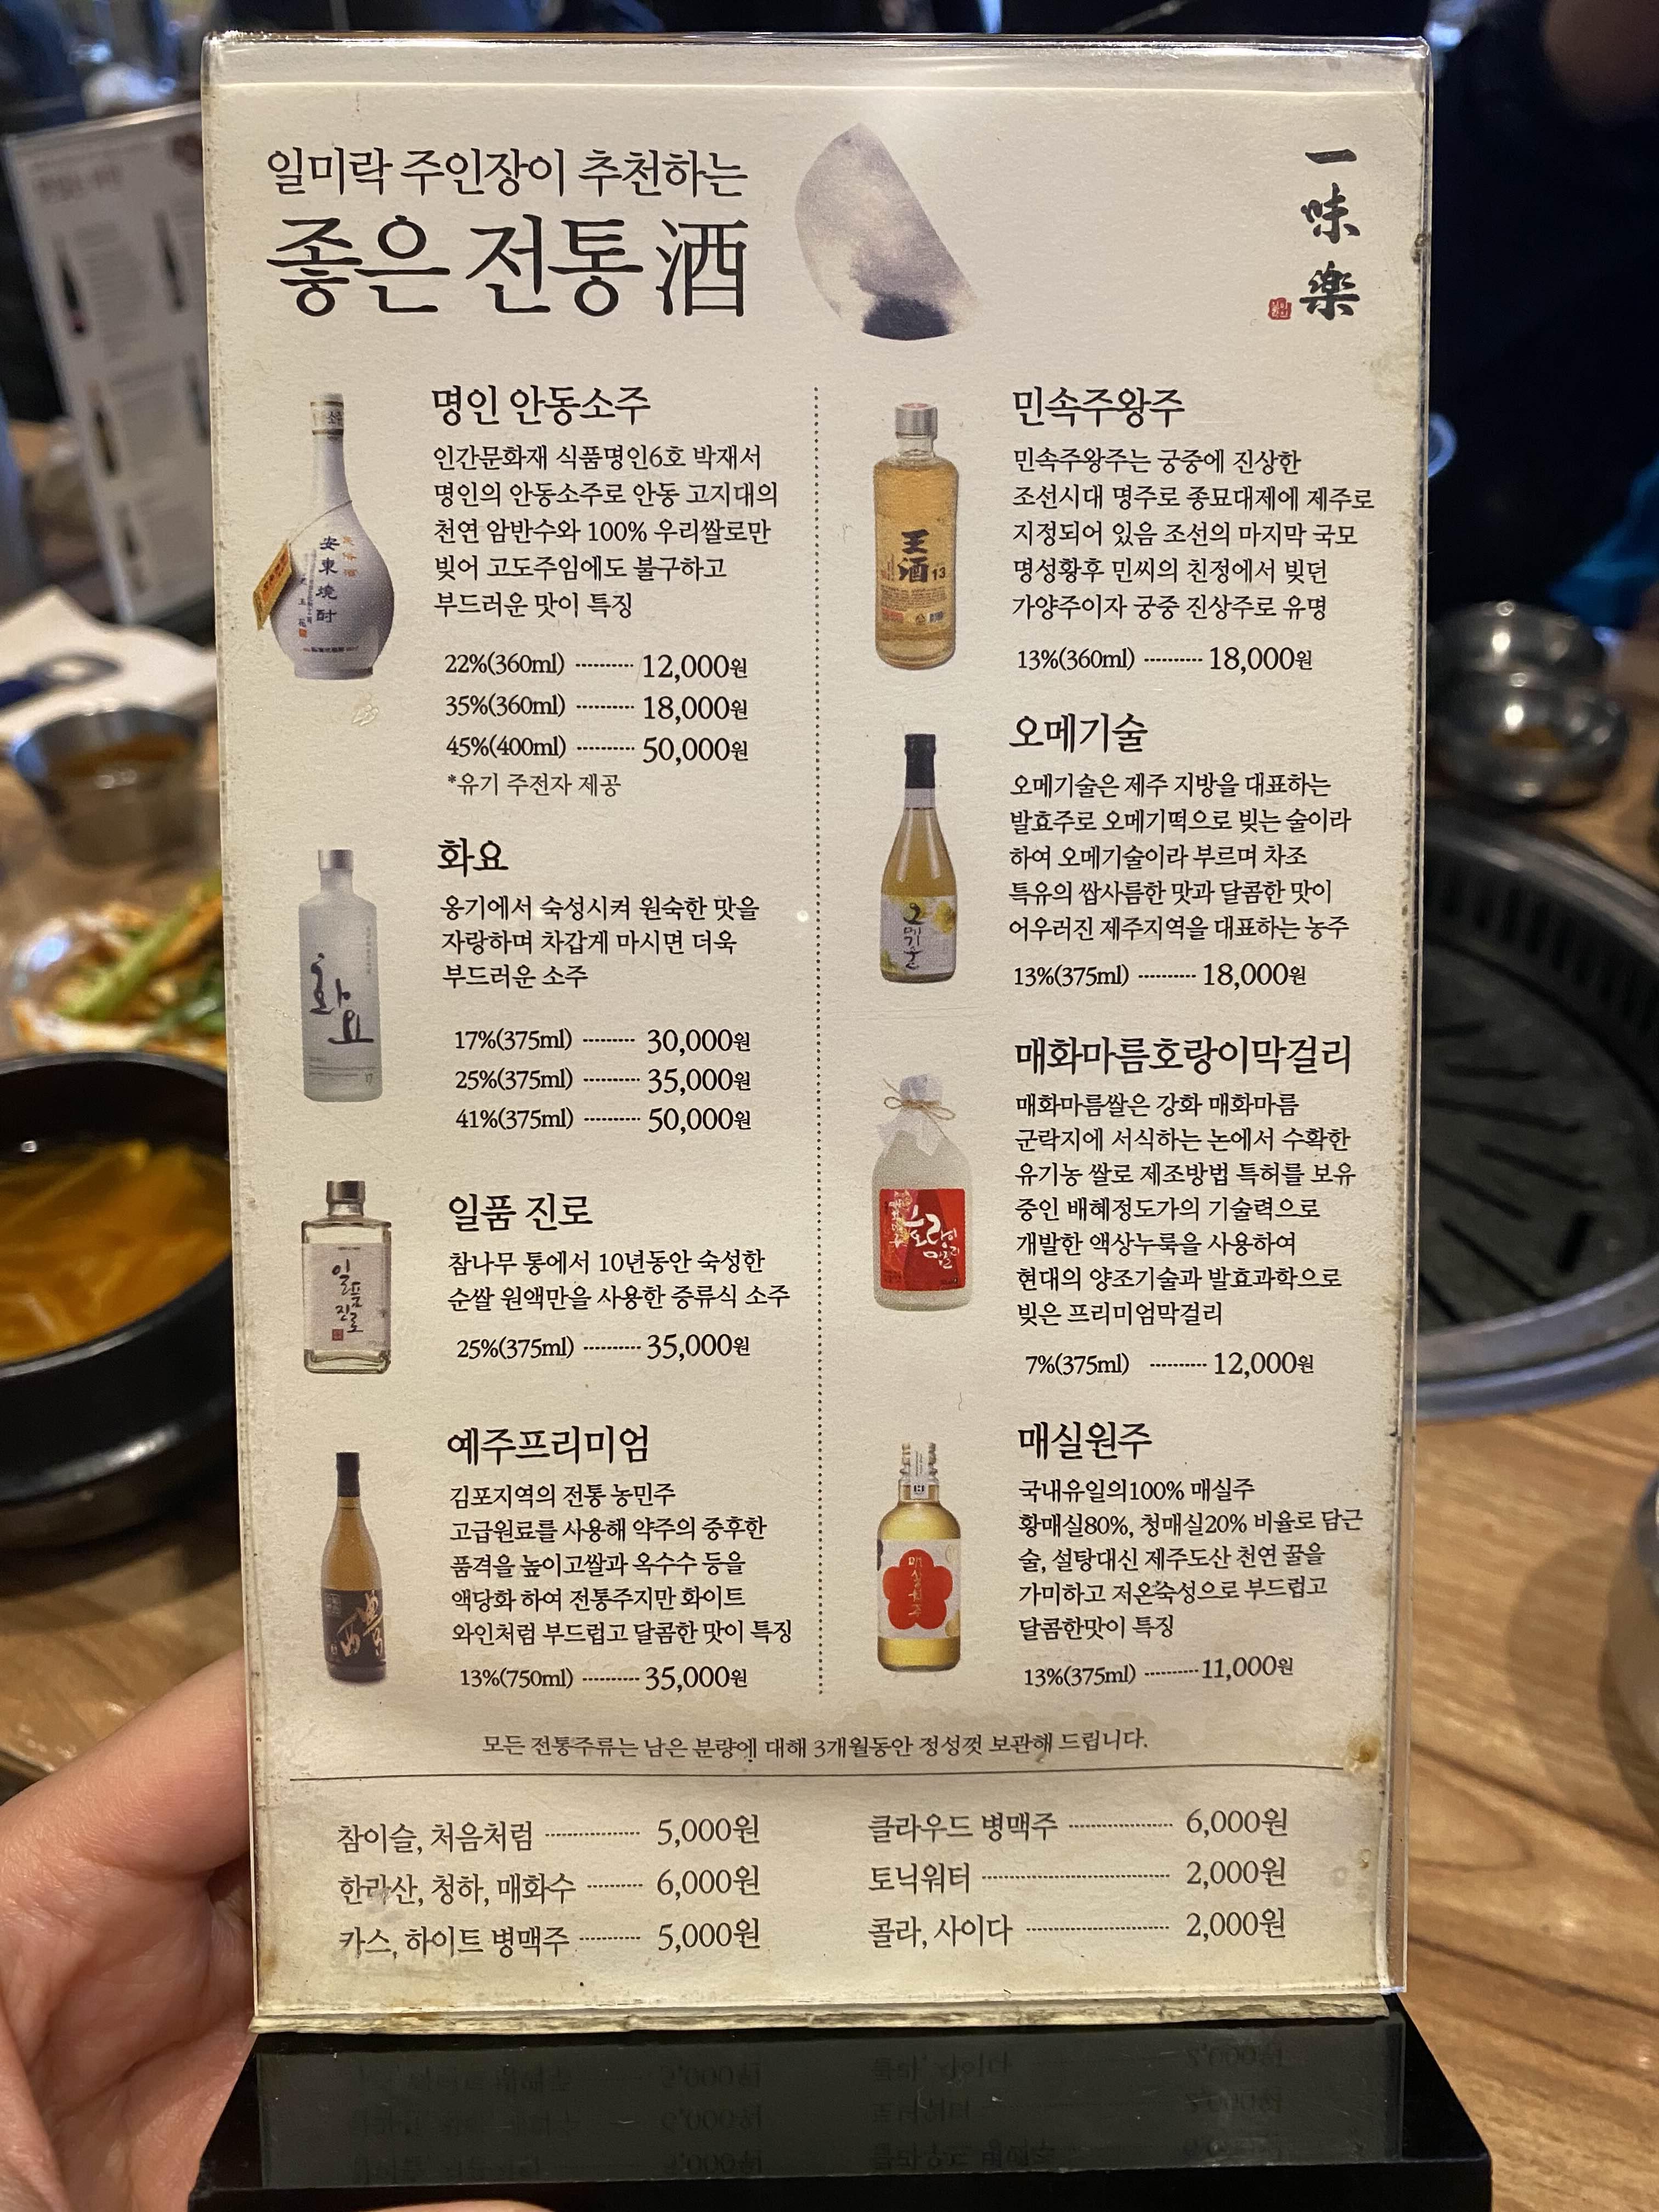 일미락 주인장이 추천하는
좋은 전통 酒
一
味
樂
명인 안동소주
인간문화재 식품명인6호 박재서
명인의 안동소주로 안동 고지대의
천연 암반수와 100% 우리쌀로만
빚어 고도주임에도 불구하고
부드러운 맛이 특징
22%(360ml) ---------- 12,000원
35%(360ml) ---------- 18,000원
45%(400ml) ---------- 50,000원
*유기 주전자 제공
安東燒酎
화요
옹기에서 숙성시켜 원숙한 맛을
자랑하며 차갑게 마시면 더욱
부드러운 소주
17%(375ml) --------- 30,000원
25%(375ml) ---------- 35,000원
41%(375ml) ---------- 50,000원
화요
17
일품 진로
참나무 통에서 10년동안 숙성한
순쌀 원액만을 사용한 증류식 소주
25%(375ml) ---------- 35,000원
일품
진로
예주프리미엄
김포지역의 전통 농민주
고급원료를 사용해 약주의 중후한
품격을 높이고쌀과 옥수수 등을
액당화 하여 전통주지만 화이트
와인처럼 부드럽고 달콤한 맛이 특징
13%(750ml) ---------- 35,000원
민속주왕주
민속주왕주는 궁중에 진상한
조선시대 명주로 종묘대제에 제주로
지정되어 있음 조선의 마지막 국모
명성황후 민씨의 친정에서 빚던
가양주이자 궁중 진상주로 유명
13%(360ml) ---------- 18,000원
王
酒13
오메기술
오메기술은 제주 지방을 대표하는
발효주로 오메기떡으로 빚는 술이라
하여 오메기술이라 부르며 차조
특유의 쌉사름한 맛과 달콤한 맛이
어우러진 제주지역을 대표하는 농주
13%(375ml) ---------- 18,000원
오메기술
매화마름호랑이막걸리
매화마름쌀은 강화 매화마름
군락지에 서식하는 논에서 수확한
유기농 쌀로 제조방법 특허를 보유
중인 배혜정도가의 기술력으로
개발한 액상누룩을 사용하여
현대의 양조기술과 발효과학으로
빚은 프리미엄막걸리
7%(375ml) ---------- 12,000원
호랑이
막걸리
매실원주
국내유일의100% 매실주
황매실80%, 청매실20% 비율로 담근
술, 설탕대신 제주도산 천연 꿀을
가미하고 저온숙성으로 부드럽고
달콤한맛이 특징
13%(375ml) ---------- 11,000원
매실원주
모든 전통주류는 남은 분량에 대해 3개월동안 정성껏 보관해 드립니다.
참이슬, 처음처럼 ---------- 5,000원
한라산, 청하, 매화수 ---------- 6,000원
카스, 하이트 병맥주 ---------- 5,000원
클라우드 병맥주 ---------- 6,000원
토닉워터 ---------- 2,000원
콜라, 사이다 ---------- 2,000원